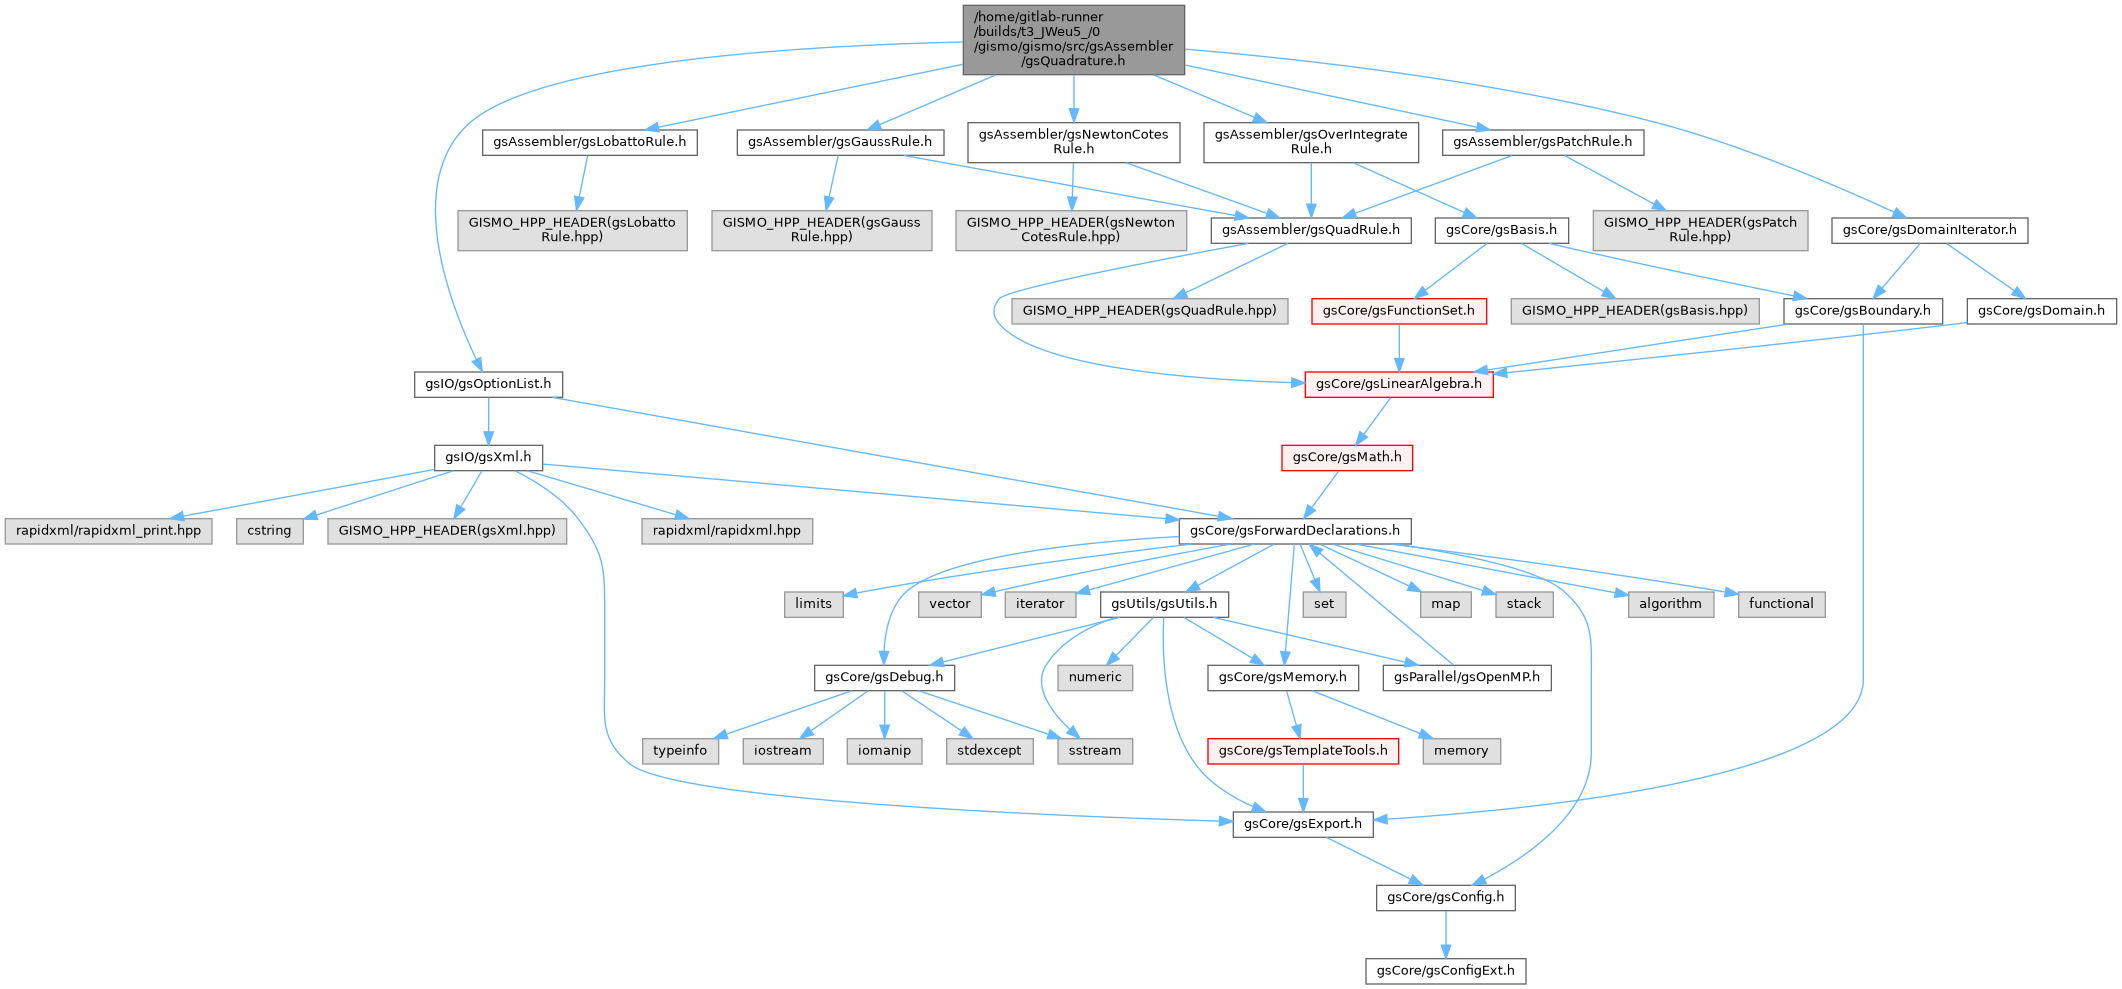 /home/gitlab-runner
/builds/t3_JWeu5_/0
/gismo/gismo/src/gsAssembler
/gsQuadrature.h
gsAssembler/gsLobattoRule.h
gsAssembler/gsGaussRule.h
gsAssembler/gsNewtonCotes
Rule.h
gsAssembler/gsOverIntegrate
Rule.h
gsAssembler/gsPatchRule.h
GISMO_HPP_HEADER(gsLobatto
Rule.hpp)
GISMO_HPP_HEADER(gsGauss
Rule.hpp)
GISMO_HPP_HEADER(gsNewton
CotesRule.hpp)
gsAssembler/gsQuadRule.h
gsCore/gsBasis.h
GISMO_HPP_HEADER(gsPatch
Rule.hpp)
gsCore/gsDomainIterator.h
GISMO_HPP_HEADER(gsQuadRule.hpp)
gsCore/gsFunctionSet.h
GISMO_HPP_HEADER(gsBasis.hpp)
gsCore/gsBoundary.h
gsCore/gsDomain.h
gsIO/gsOptionList.h
gsCore/gsLinearAlgebra.h
gsIO/gsXml.h
gsCore/gsMath.h
rapidxml/rapidxml_print.hpp
cstring
GISMO_HPP_HEADER(gsXml.hpp)
rapidxml/rapidxml.hpp
gsCore/gsForwardDeclarations.h
limits
vector
iterator
gsUtils/gsUtils.h
set
map
stack
algorithm
functional
gsCore/gsDebug.h
numeric
gsCore/gsMemory.h
gsParallel/gsOpenMP.h
typeinfo
iostream
iomanip
stdexcept
sstream
gsCore/gsTemplateTools.h
memory
gsCore/gsExport.h
gsCore/gsConfig.h
gsCore/gsConfigExt.h